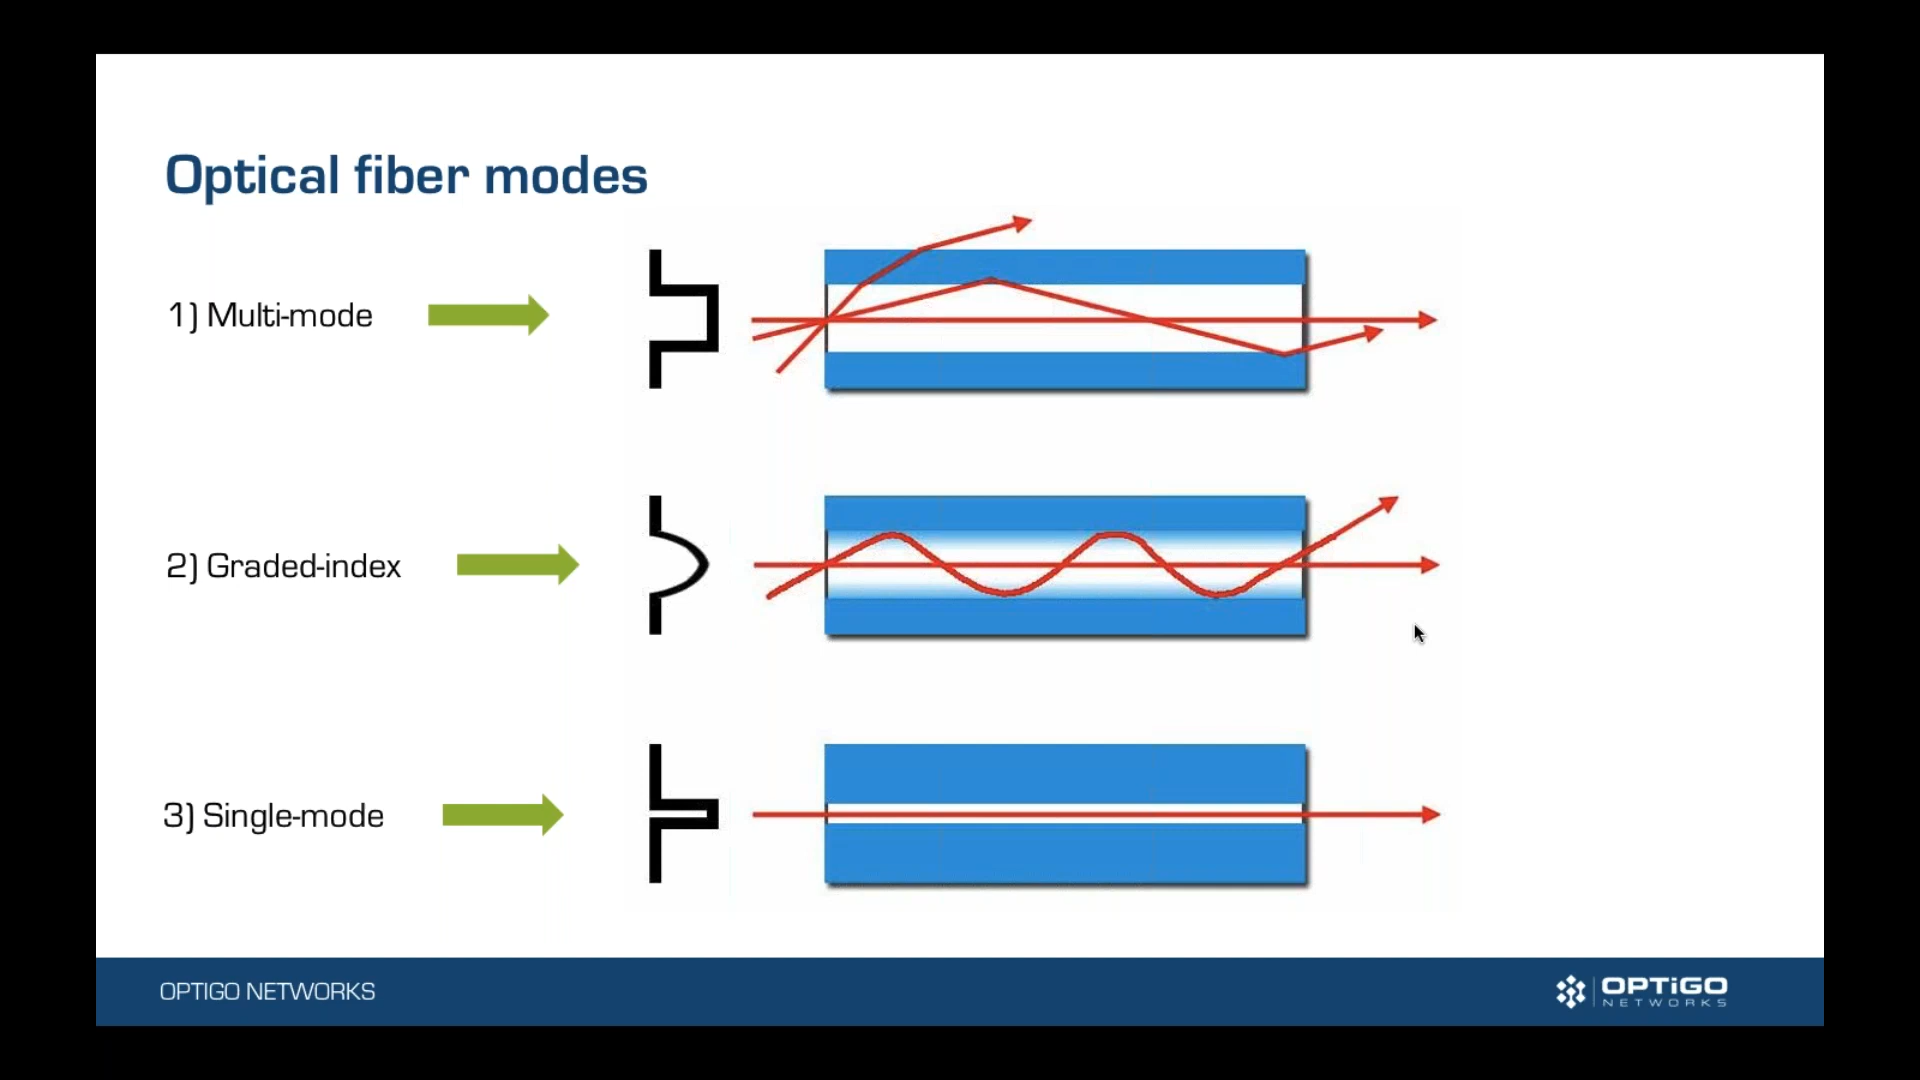 Optical fiber modes
1) Multi-mode
2) Graded-index
3) Single-mode
OPTIGO NETWORKS
OPTiGO
NETWORKS